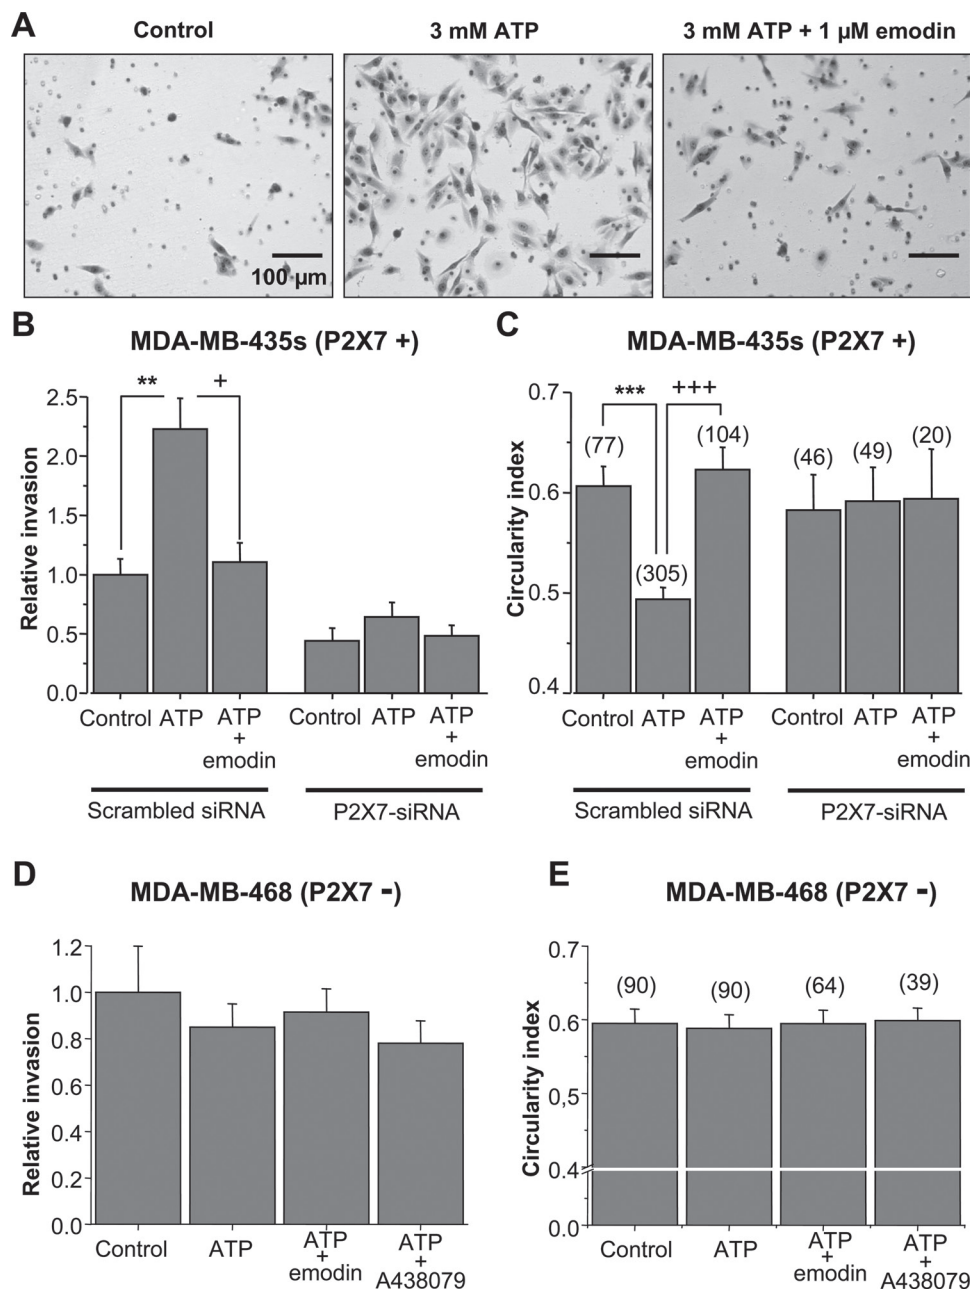 A
Control
3 mM ATP
3 mM ATP + 1 µM emodin
100 µm
B
MDA-MB-435s (P2X7 +)
Relative invasion
2.5
2.0
1.5
1.0
0.5
0.0
**
+
Control
ATP
ATP
+
emodin
Control
ATP
ATP
+
emodin
Scrambled siRNA
P2X7-siRNA
C
MDA-MB-435s (P2X7 +)
Circularity index
0.7
0.6
0.5
0.4
***
+++
(77)
(305)
(104)
(46)
(49)
(20)
Control
ATP
ATP
+
emodin
Control
ATP
ATP
+
emodin
Scrambled siRNA
P2X7-siRNA
D
MDA-MB-468 (P2X7 -)
Relative invasion
1.2
1.0
0.8
0.6
0.4
0.2
0.0
Control
ATP
ATP
+
emodin
ATP
+
A438079
E
MDA-MB-468 (P2X7 -)
Circularity index
0.7
0.6
0,5
0.4
0.0
(90)
(90)
(64)
(39)
Control
ATP
ATP
+
emodin
ATP
+
A438079